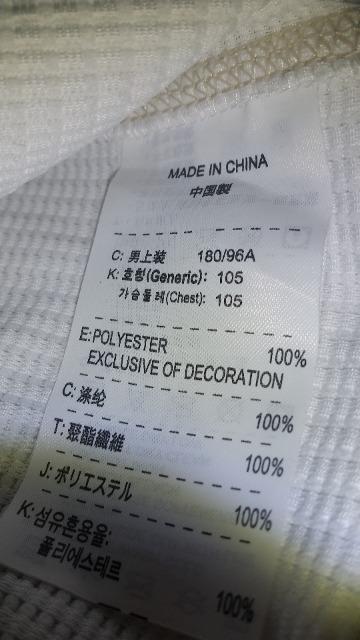 MADE IN CHINA
中国製
C: 男上装 180/96A
K: 호칭(Generic): 105
가슴둘레(Chest): 105
E:POLYESTER 100%
EXCLUSIVE OF DECORATION
C: 涤纶 100%
T: 聚酯纖維 100%
J: ポリエステル 100%
K: 섬유혼용율:
폴리에스테르 100%